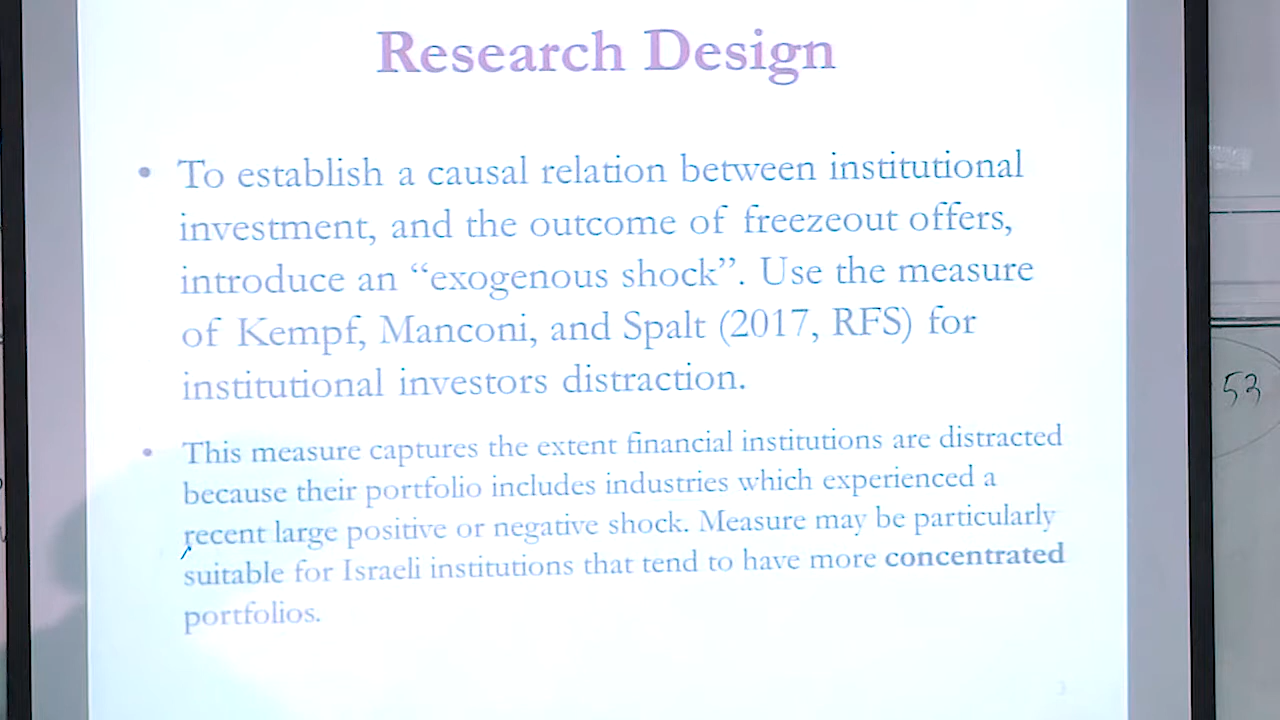 Research Design
• To establish a causal relation between institutional
investment, and the outcome of freezeout offers,
introduce an “exogenous shock”. Use the measure
of Kempf, Manconi, and Spalt (2017, RFS) for
institutional investors distraction.
• This measure captures the extent financial institutions are distracted
because their portfolio includes industries which experienced a
recent large positive or negative shock. Measure may be particularly
suitable for Israeli institutions that tend to have more concentrated
portfolios.
3
53